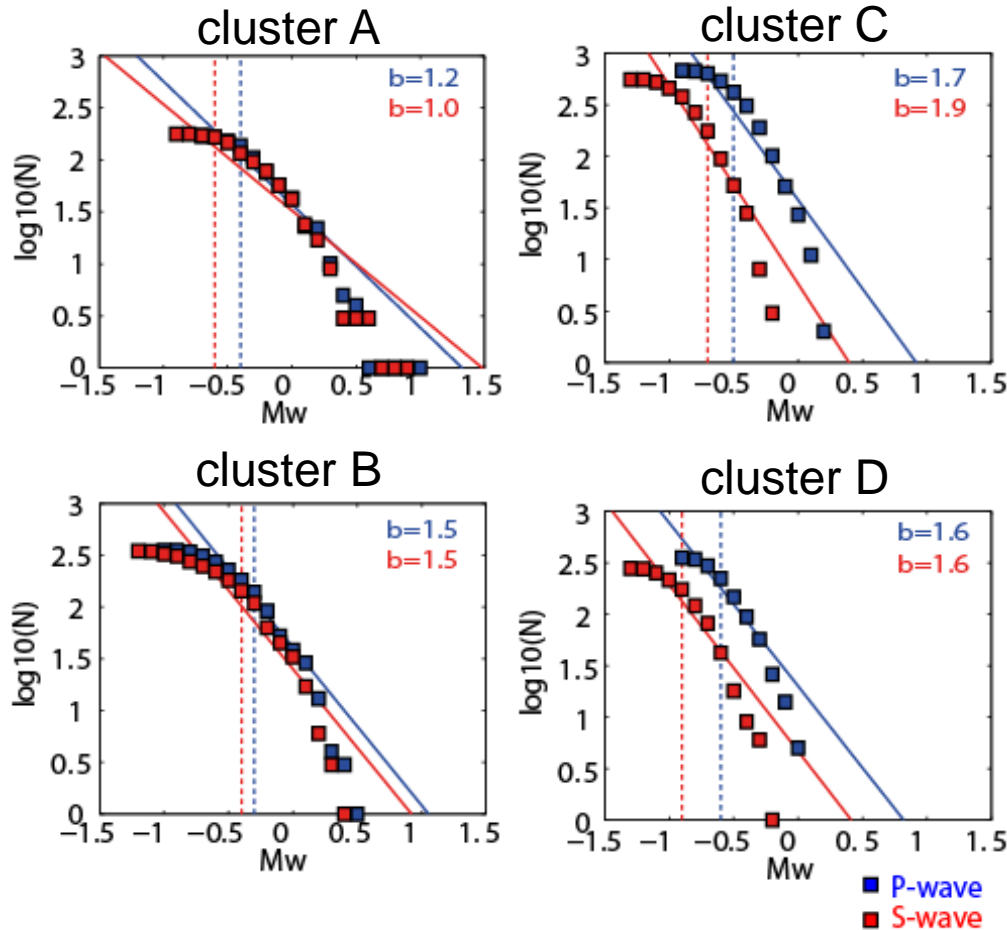 cluster A
3
2.5
2
1.5
1
0.5
0
−1.5
−1
−0.5
0
0.5
1
1.5
log10(N)
Mw
b=1.2
b=1.0
cluster C
3
2.5
2
1.5
1
0.5
0
−1.5
−1
−0.5
0
0.5
1
1.5
log10(N)
Mw
b=1.7
b=1.9
cluster B
3
2.5
2
1.5
1
0.5
0
−1.5
−1
−0.5
0
0.5
1
1.5
log10(N)
Mw
b=1.5
b=1.5
cluster D
3
2.5
2
1.5
1
0.5
0
−1.5
−1
−0.5
0
0.5
1
1.5
log10(N)
Mw
b=1.6
b=1.6
P-wave
S-wave